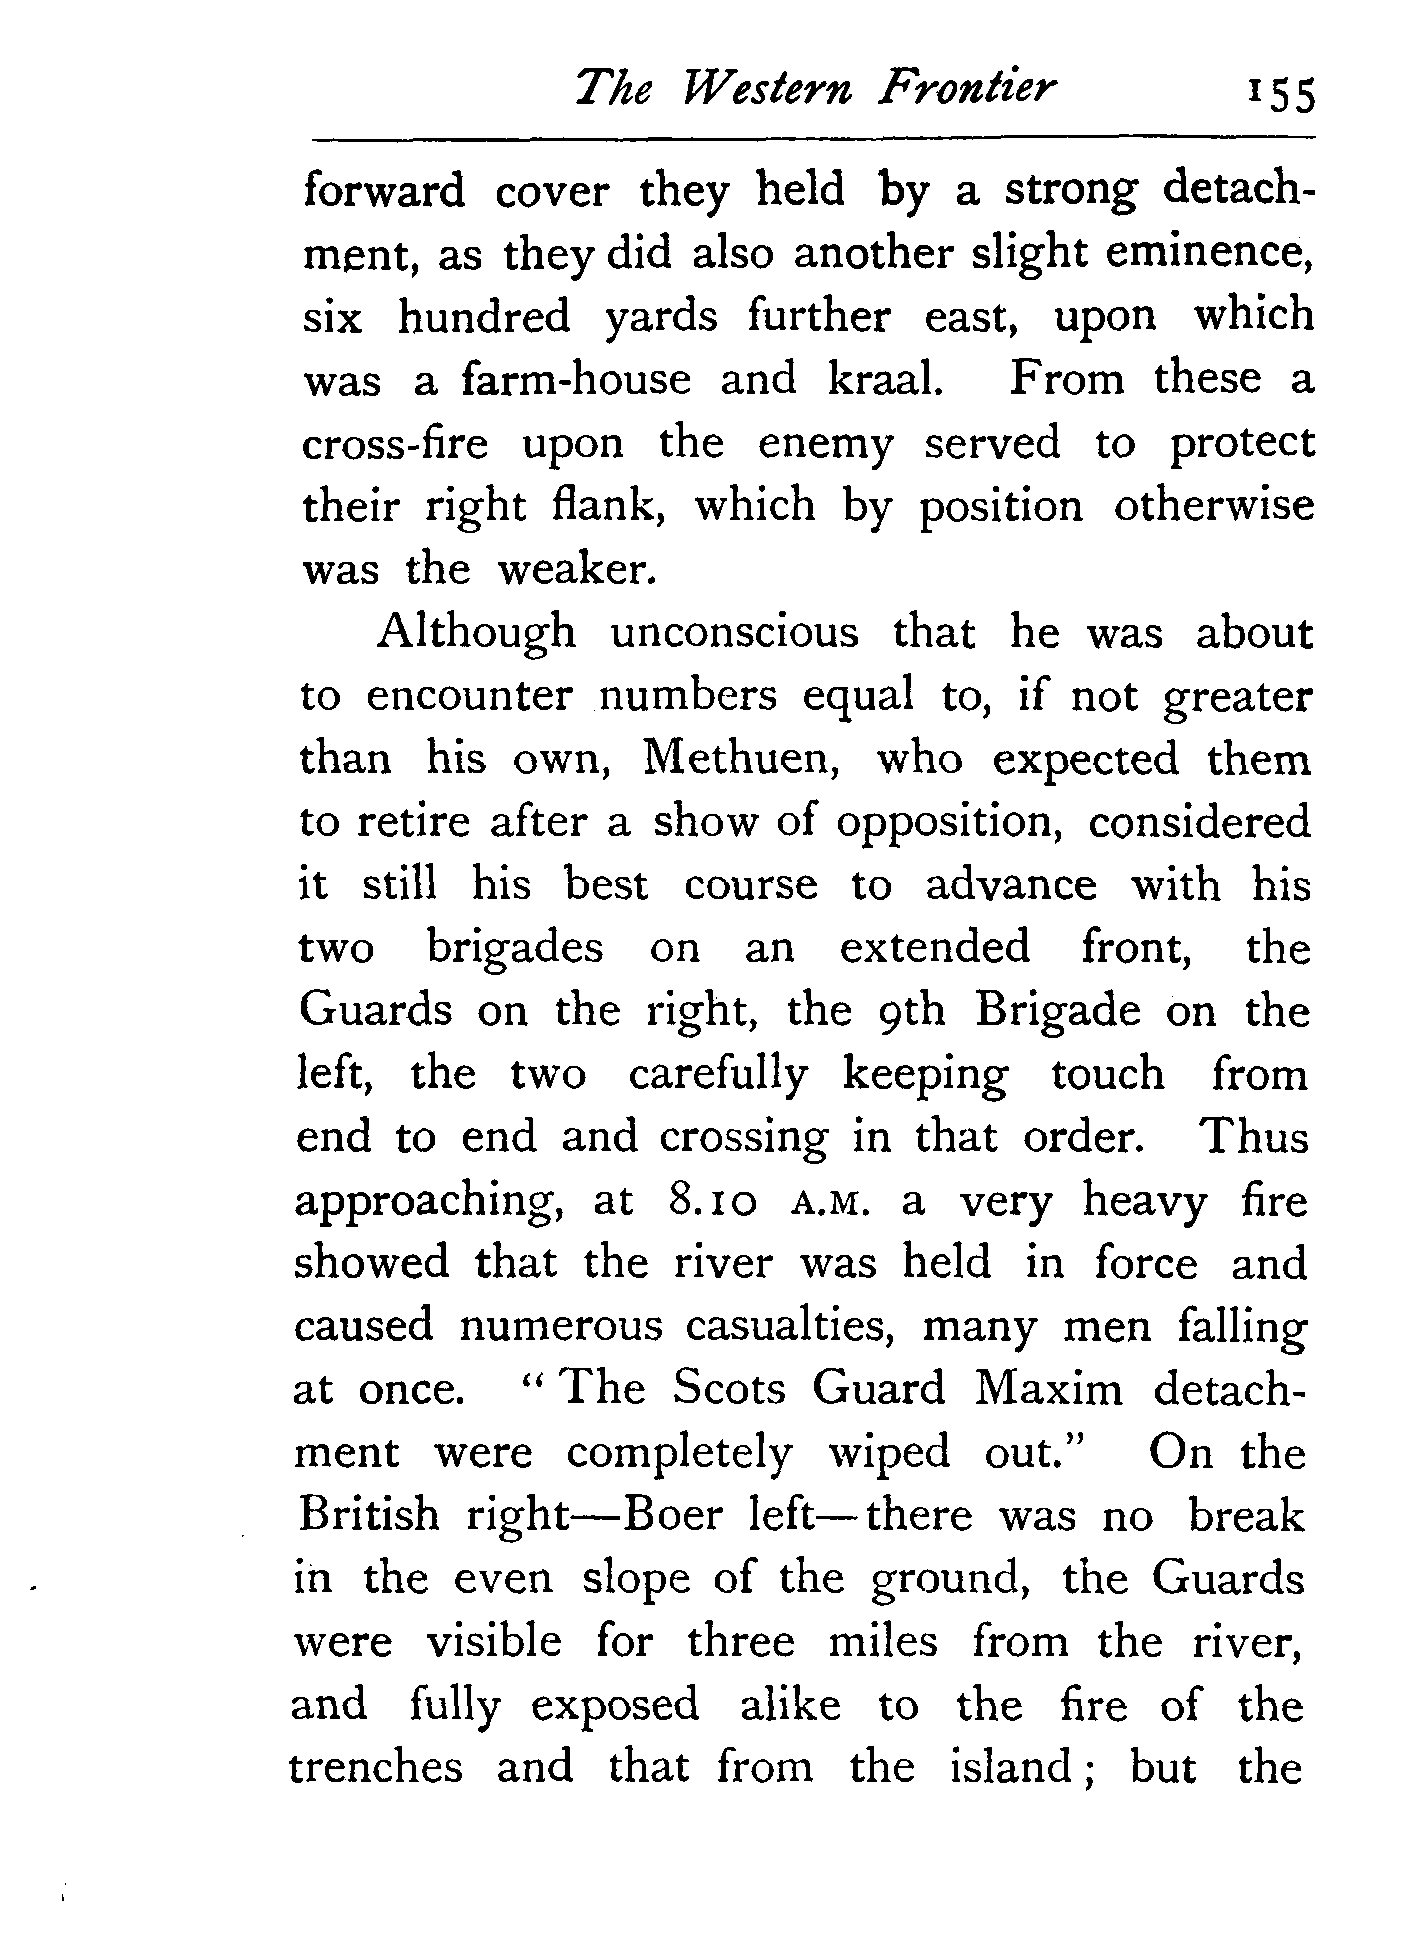 The Western Frontier 155
forward cover they held by a strong detach-
ment, as they did also another slight eminence,
six hundred yards further east, upon which
was a farm-house and kraal. From these a
cross-fire upon the enemy served to protect
their right flank, which by position otherwise
was the weaker.
Although unconscious that he was about
to encounter numbers equal to, if not greater
than his own, Methuen, who expected them
to retire after a show of opposition, considered
it still his best course to advance with his
two brigades on an extended front, the
Guards on the right, the 9th Brigade on the
left, the two carefully keeping touch from
end to end and crossing in that order. Thus
approaching, at 8.10 A.M. a very heavy fire
showed that the river was held in force and
caused numerous casualties, many men falling
at once. “ The Scots Guard Maxim detach-
ment were completely wiped out.” On the
British right—Boer left—there was no break
in the even slope of the ground, the Guards
were visible for three miles from the river,
and fully exposed alike to the fire of the
trenches and that from the island ; but the